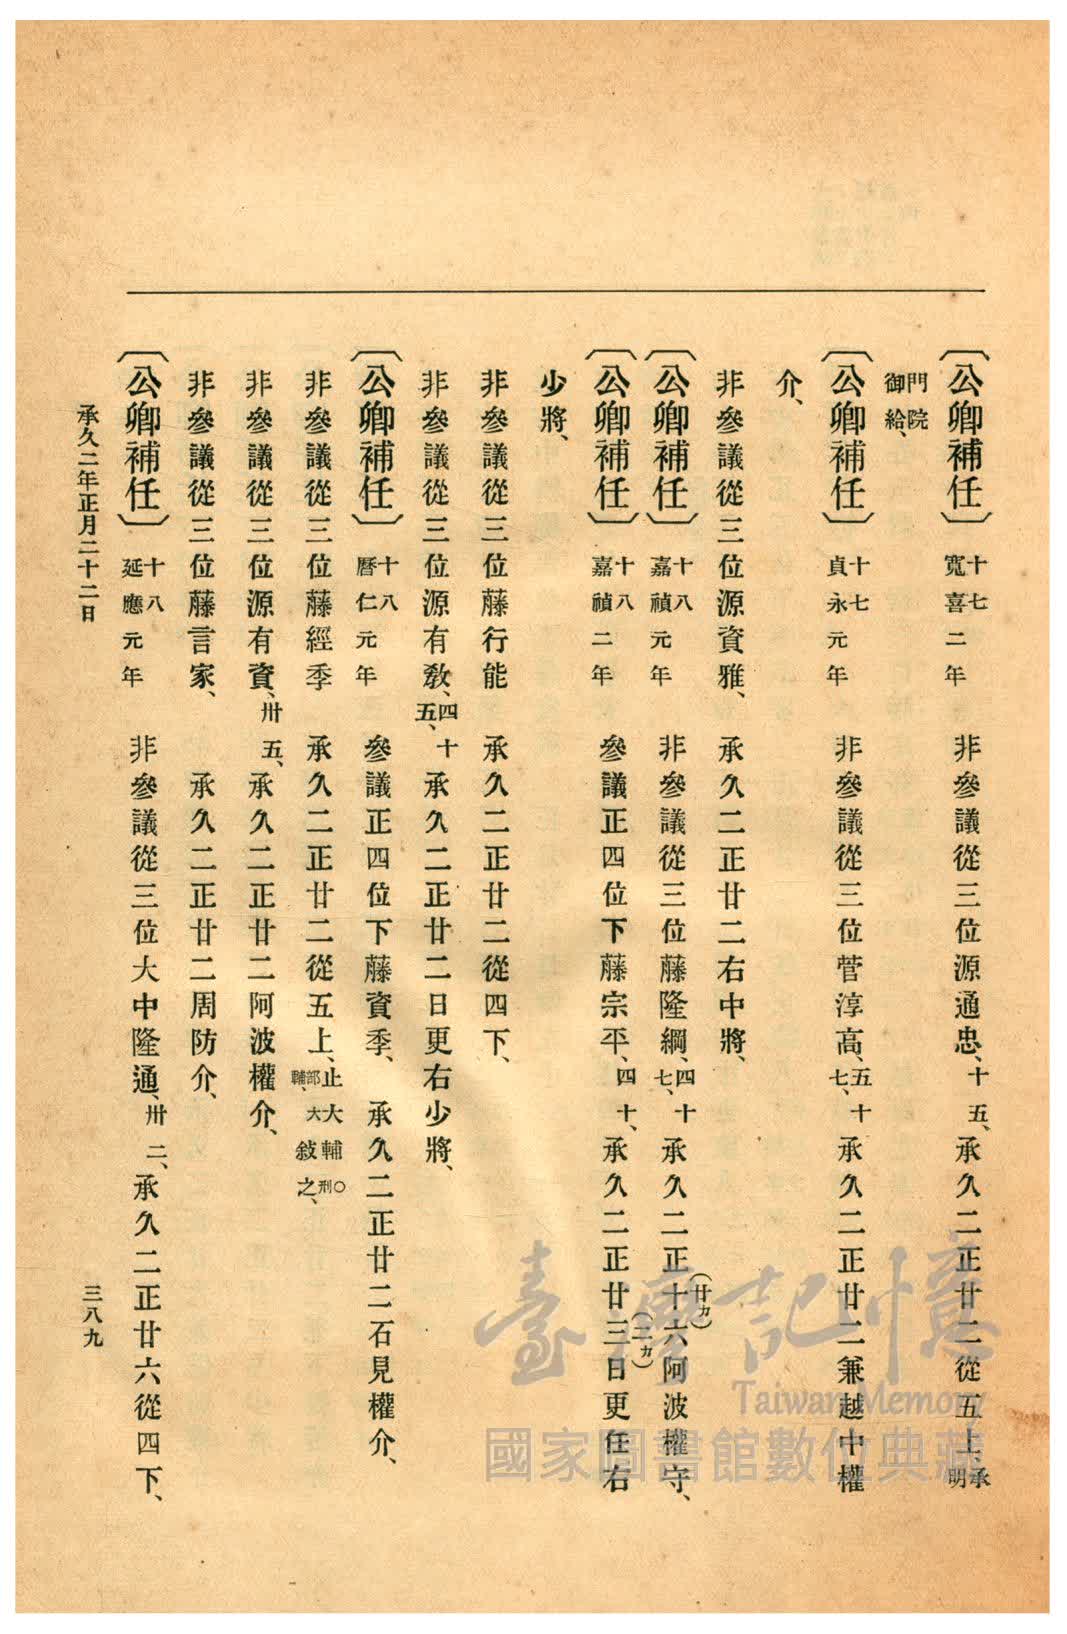 〔公卿補任〕十七寬喜二年 非參議從三位源通忠、十五、承久二正廿二從五上、承明
門院御給、
〔公卿補任〕十七貞永元年 非參議從三位菅淳高、五十七、承久二正廿二兼越中權
介、
非參議從三位源資雅、承久二正廿二右中將、
〔公卿補任〕十八嘉禎元年 非參議從三位藤隆綱、四十七、承久二正十(廿カ)六阿波權守、
〔公卿補任〕十八嘉禎二年 參議正四位下藤宗平、四十、承久二正廿三(二カ)日更任右
少將、
非參議從三位藤行能 承久二正廿二從四下、
非參議從三位源有教、四十五、承久二正廿二日更右少將、
〔公卿補任〕十八曆仁元年 參議正四位下藤資季、承久二正廿二石見權介、
非參議從三位藤經季 承久二正廿二從五上、止大輔○刑部大輔、敍之、
非參議從三位源有資、卅五、承久二正廿二阿波權介、
非參議從三位藤言家、承久二正廿二周防介、
〔公卿補任〕十八延應元年 非參議從三位大中隆通、卅二、承久二正廿六從四下、
承久二年正月二十二日
三八九
臺灣記憶
Taiwan Memory
國家圖書館數位典藏